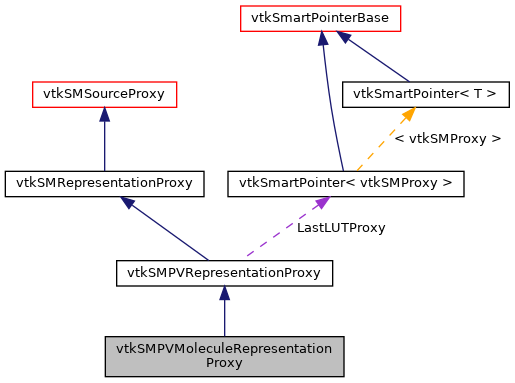 vtkSmartPointerBase
vtkSMSourceProxy
vtkSmartPointer< T >
< vtkSMProxy >
vtkSMRepresentationProxy
vtkSmartPointer< vtkSMProxy >
LastLUTProxy
vtkSMPVRepresentationProxy
vtkSMPVMoleculeRepresentation
Proxy